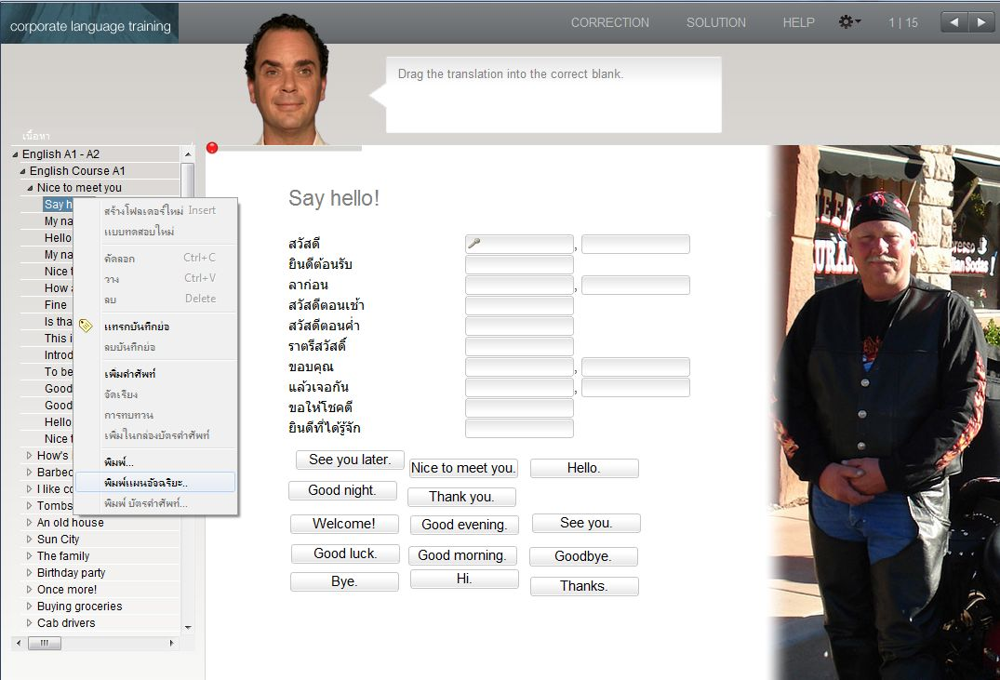 corporate language training
CORRECTION SOLUTION HELP 1 | 15
Drag the translation into the correct blank.
เนื้อหา
English A1 - A2
English Course A1
Nice to meet you
Say h
My na
Hello
My na
Nice t
How a
Fine
Is tha
This i
Introd
To be
Good
Good
Hello
Nice t
How's
Barbec
I like co
Tombs
An old house
Sun City
The family
Birthday party
Once more!
Buying groceries
Cab drivers
สร้างโฟลเดอร์ใหม่ Insert
แบบทดสอบใหม่
คัดลอก Ctrl+C
วาง Ctrl+V
ลบ Delete
แทรกบันทึกย่อ
ลบบันทึกย่อ
เพิ่มคำศัพท์
จัดเรียง
การทบทวน
เพิ่มในกล่องบัตรคำศัพท์
พิมพ์...
พิมพ์แผนอัจฉริยะ..
พิมพ์ บัตรคำศัพท์...
Say hello!
สวัสดี ,
ยินดีต้อนรับ
ลาก่อน ,
สวัสดีตอนเช้า
สวัสดีตอนค่ำ
ราตรีสวัสดิ์
ขอบคุณ ,
แล้วเจอกัน ,
ขอให้โชคดี
ยินดีที่ได้รู้จัก
See you later. Nice to meet you. Hello.
Good night. Thank you.
Welcome! Good evening. See you.
Good luck. Good morning. Goodbye.
Bye. Hi. Thanks.